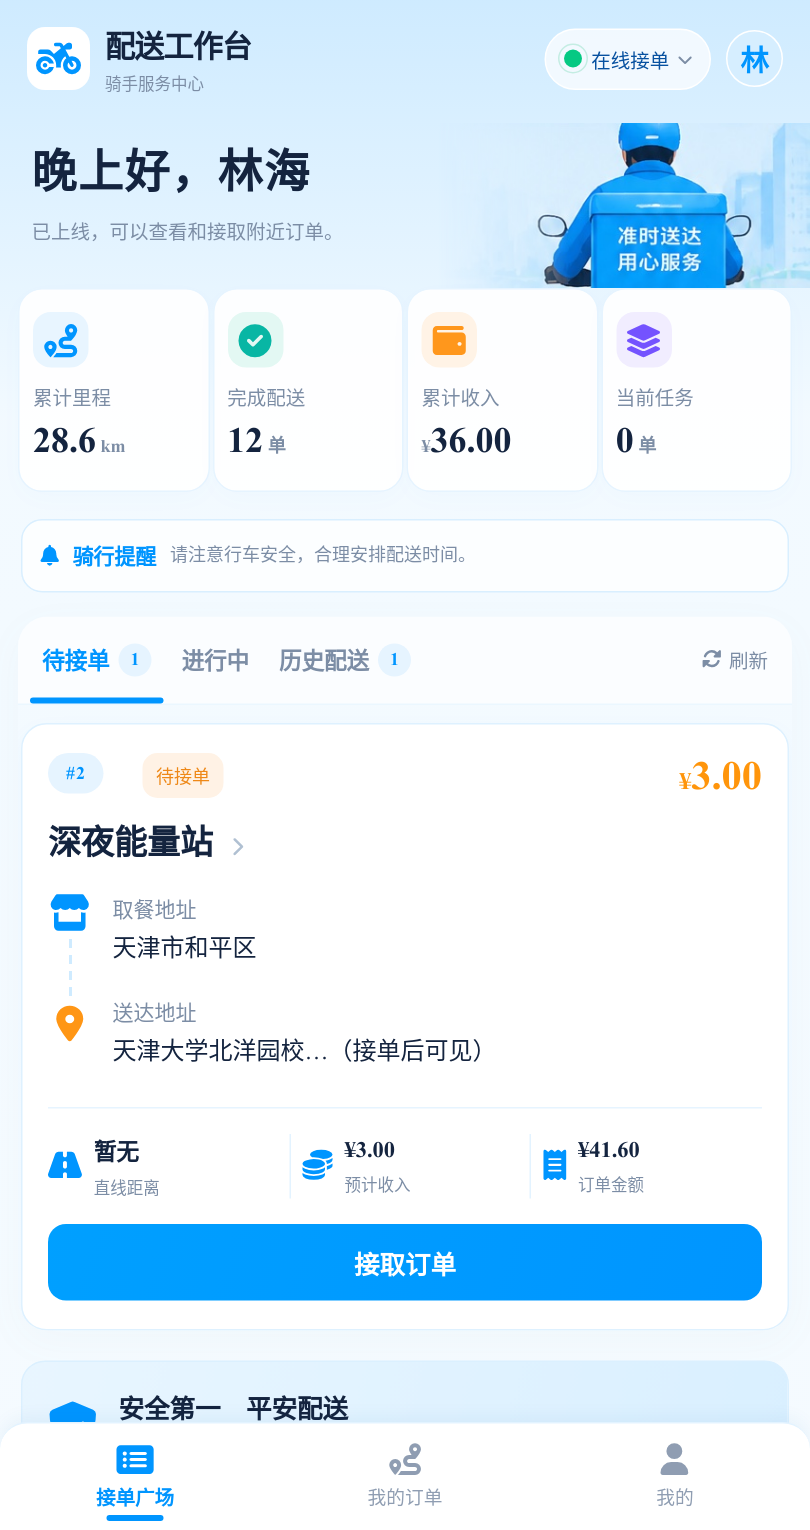 配送工作台
骑手服务中心
在线接单
林
晚上好，林海
已上线，可以查看和接取附近订单。
准时送达
用心服务
累计里程
28.6 km
完成配送
12 单
累计收入
¥36.00
当前任务
0 单
骑行提醒 请注意行车安全，合理安排配送时间。
待接单 1 进行中 历史配送 1 刷新
#2 待接单 ¥3.00
深夜能量站
取餐地址
天津市和平区
送达地址
天津大学北洋园校…（接单后可见）
暂无
直线距离
¥3.00
预计收入
¥41.60
订单金额
接取订单
安全第一 平安配送
接单广场 我的订单 我的